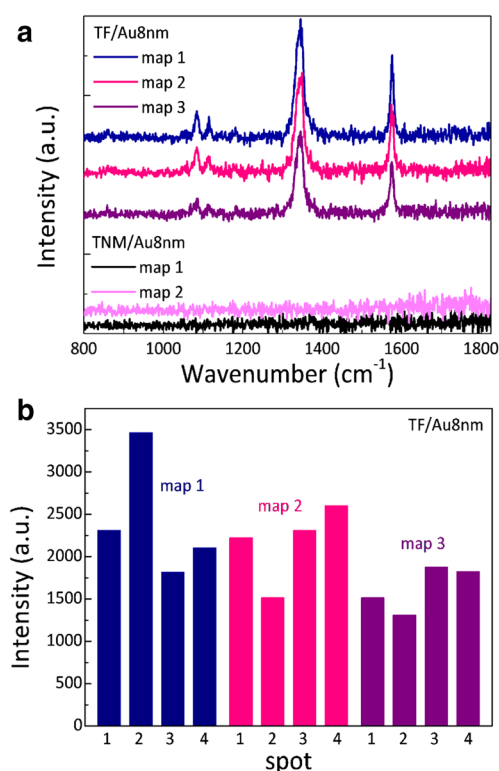 a
TF/Au8nm
map 1
map 2
map 3
TNM/Au8nm
map 1
map 2
Intensity (a.u.)
800 1000 1200 1400 1600 1800
Wavenumber (cm⁻¹)
b
TF/Au8nm
map 1
map 2
map 3
3500
3000
2500
2000
1500
1000
500
0
Intensity (a.u.)
1 2 3 4 1 2 3 4 1 2 3 4
spot